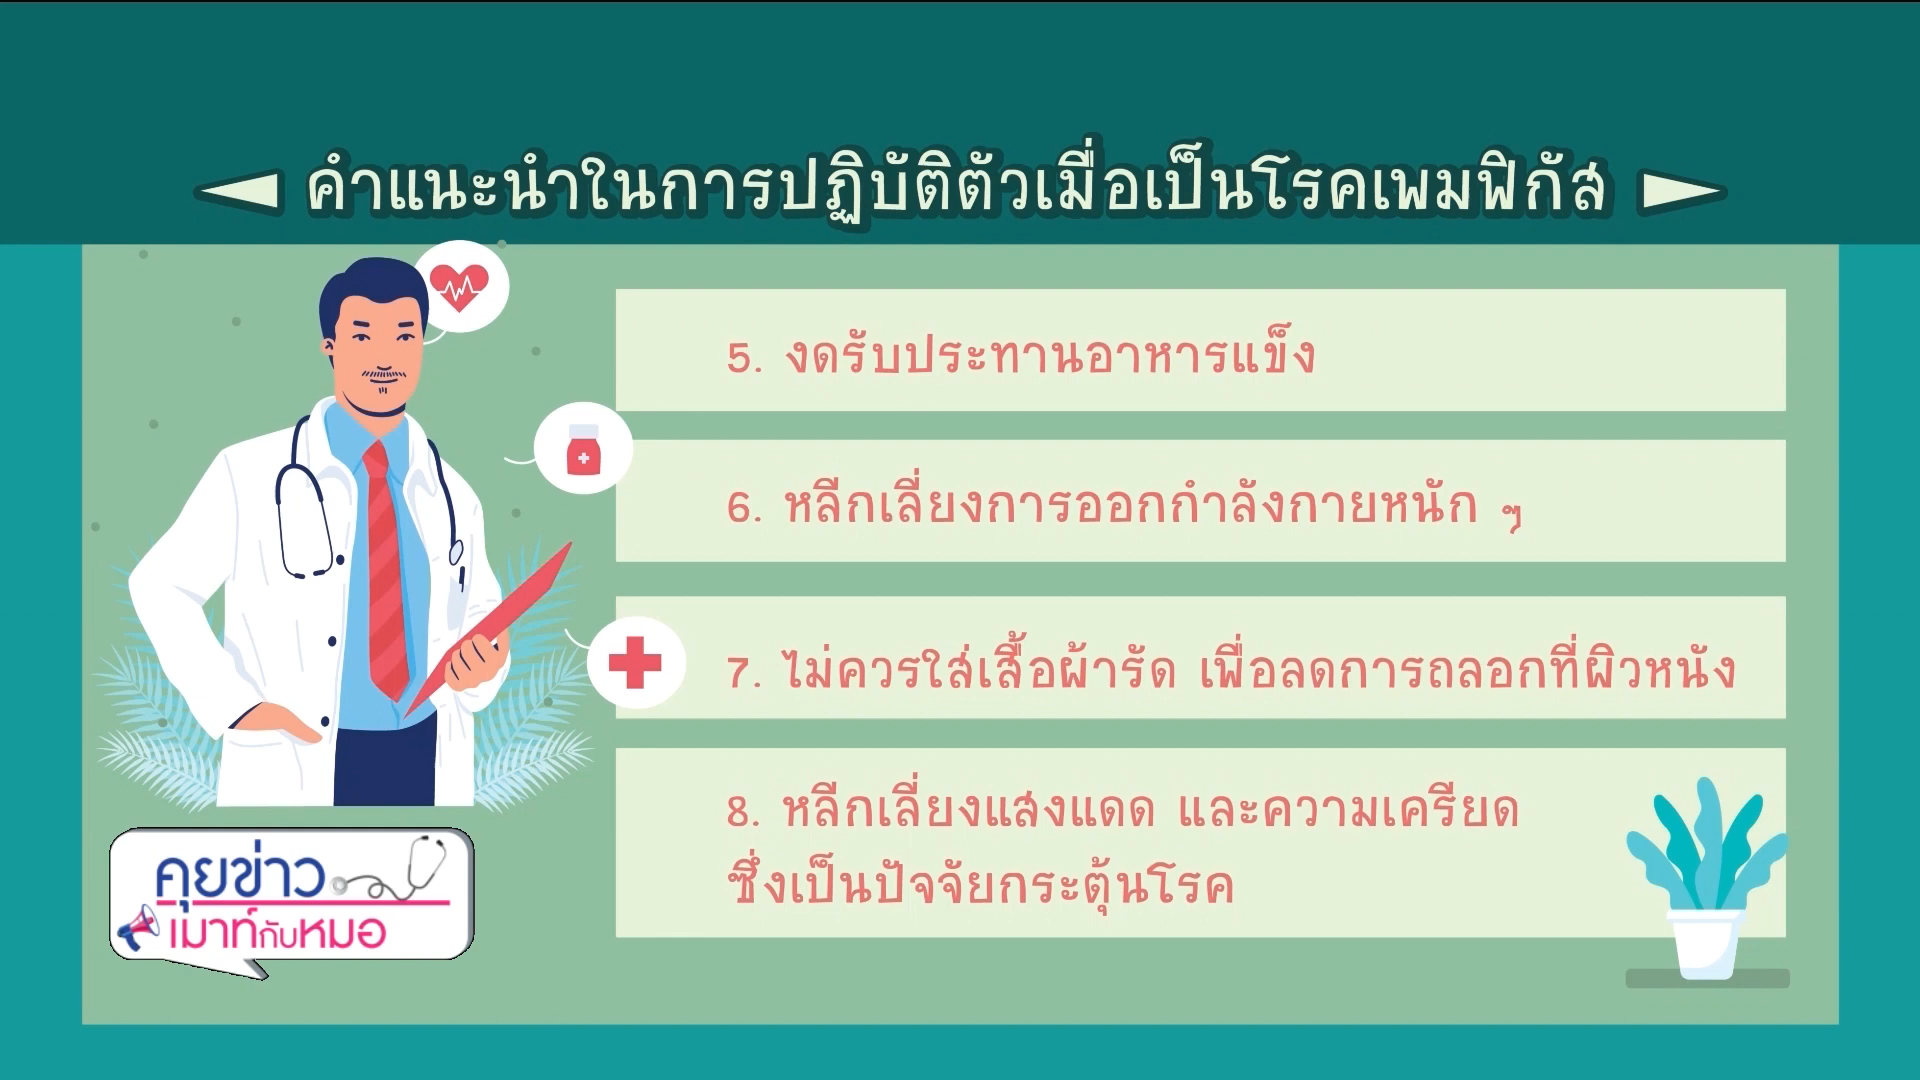 คำแนะนำในการปฏิบัติตัวเมื่อเป็นโรคเพมฟิกัส
5. งดรับประทานอาหารแข็ง
6. หลีกเลี่ยงการออกกำลังกายหนัก ๆ
7. ไม่ควรใส่เสื้อผ้ารัด เพื่อลดการถลอกที่ผิวหนัง
8. หลีกเลี่ยงแสงแดด และความเครียด
ซึ่งเป็นปัจจัยกระตุ้นโรค
คุยข่าว
เมาท์กับหมอ